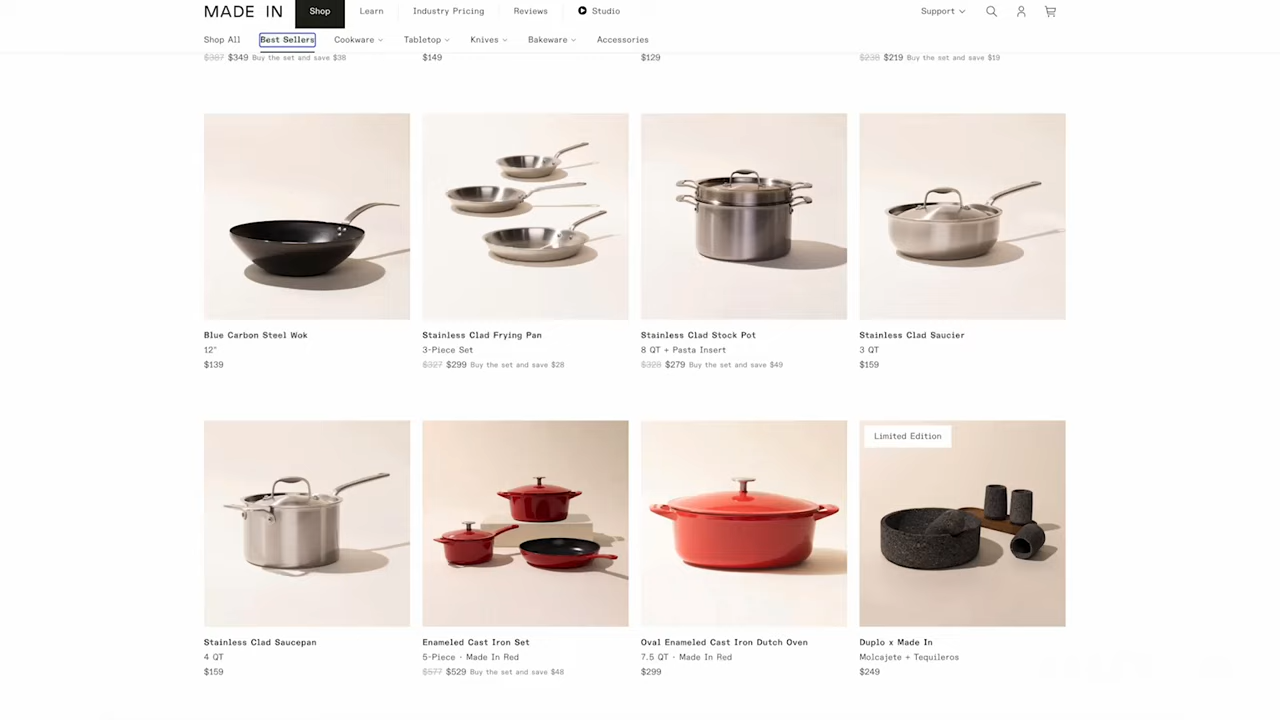 MADE IN Shop Learn Industry Pricing Reviews Studio Support
Shop All Best Sellers Cookware Tabletop Knives Bakeware Accessories
$387 $349 Buy the set and save $38
$149
$129
$238 $219 Buy the set and save $19
Blue Carbon Steel Wok
12"
$139
Stainless Clad Frying Pan
3-Piece Set
$327 $299 Buy the set and save $28
Stainless Clad Stock Pot
8 QT + Pasta Insert
$328 $279 Buy the set and save $49
Stainless Clad Saucier
3 QT
$159
Stainless Clad Saucepan
4 QT
$159
Enameled Cast Iron Set
5-Piece · Made In Red
$577 $529 Buy the set and save $48
Oval Enameled Cast Iron Dutch Oven
7.5 QT · Made In Red
$299
Limited Edition
Duplo x Made In
Molcajete + Tequileros
$249